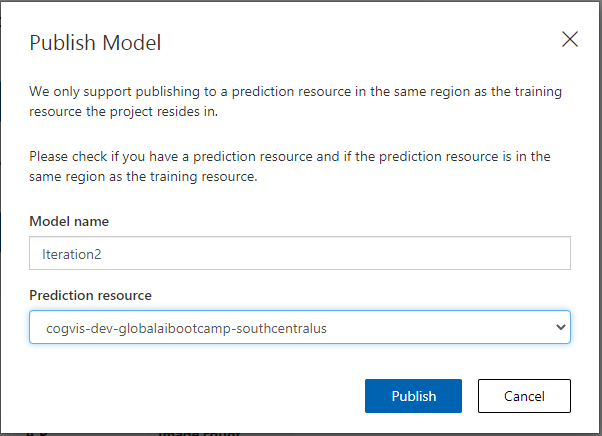 Publish Model
We only support publishing to a prediction resource in the same region as the training
resource the project resides in.
Please check if you have a prediction resource and if the prediction resource is in the
same region as the training resource.
Model name
Iteration2
Prediction resource
cogvis-dev-globalaibootcamp-southcentralus
Publish
Cancel